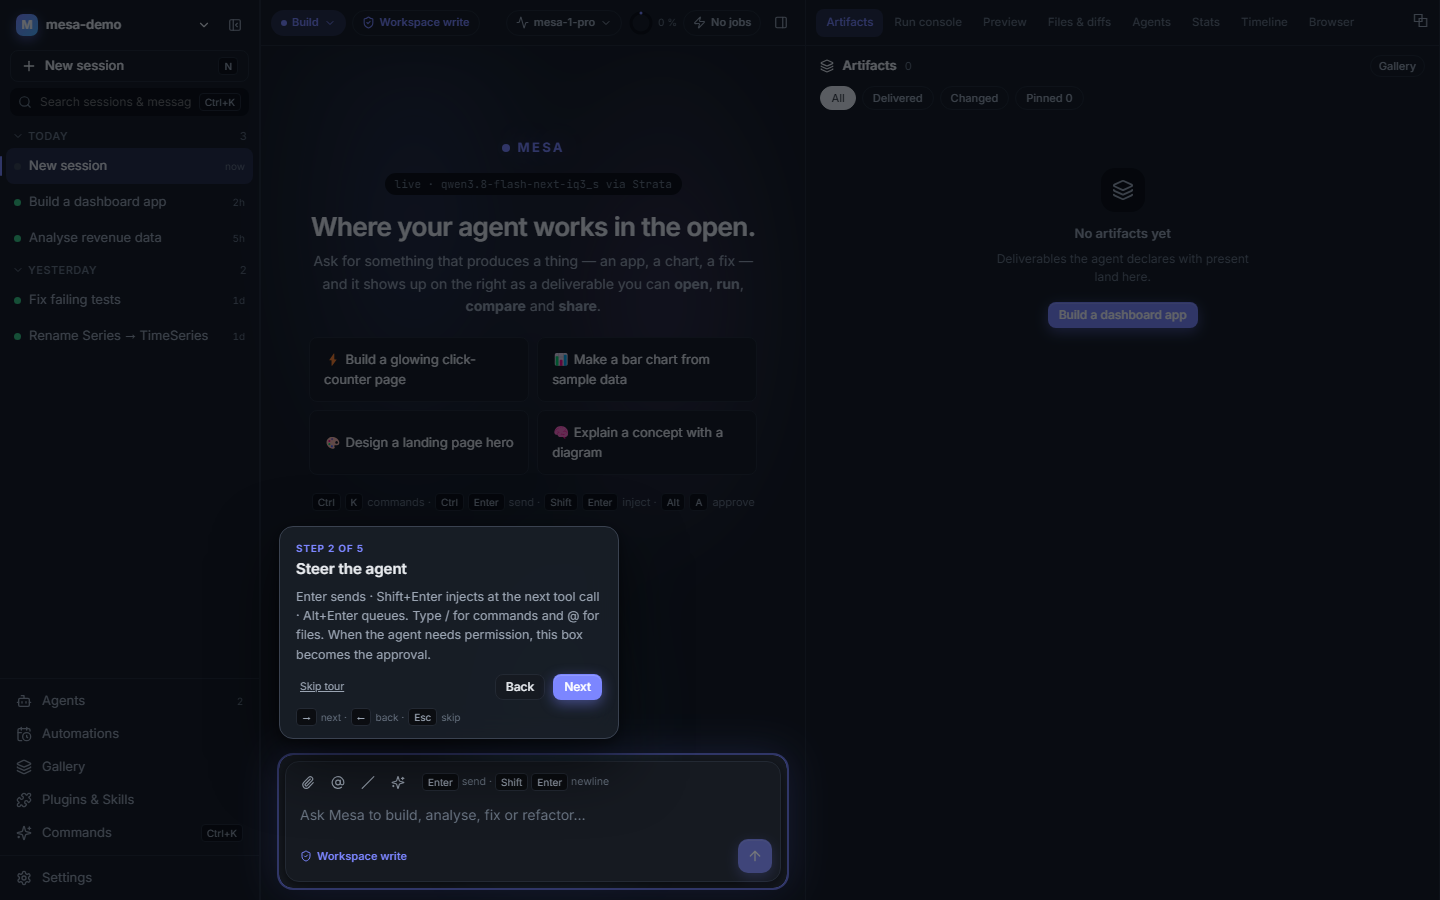 M mesa-demo
New session N
Search sessions & messag Ctrl+K
TODAY 3
New session now
Build a dashboard app 2h
Analyse revenue data 5h
YESTERDAY 2
Fix failing tests 1d
Rename Series → TimeSeries 1d
Agents 2
Automations
Gallery
Plugins & Skills
Commands Ctrl+K
Settings
Build Workspace write mesa-1-pro 0 % No jobs
MESA
live · qwen3.8-flash-next-iq3_s via Strata
Where your agent works in the open.
Ask for something that produces a thing — an app, a chart, a fix —
and it shows up on the right as a deliverable you can open, run,
compare and share.
Build a glowing click-
counter page
Make a bar chart from
sample data
Design a landing page hero
Explain a concept with a
diagram
Ctrl K commands · Ctrl Enter send · Shift Enter inject · Alt A approve
STEP 2 OF 5
Steer the agent
Enter sends · Shift+Enter injects at the next tool call
· Alt+Enter queues. Type / for commands and @ for
files. When the agent needs permission, this box
becomes the approval.
Skip tour Back Next
→ next · ← back · Esc skip
Enter send · Shift Enter newline
Ask Mesa to build, analyse, fix or refactor...
Workspace write
Artifacts Run console Preview Files & diffs Agents Stats Timeline Browser
Artifacts 0 Gallery
All Delivered Changed Pinned 0
No artifacts yet
Deliverables the agent declares with present
land here.
Build a dashboard app